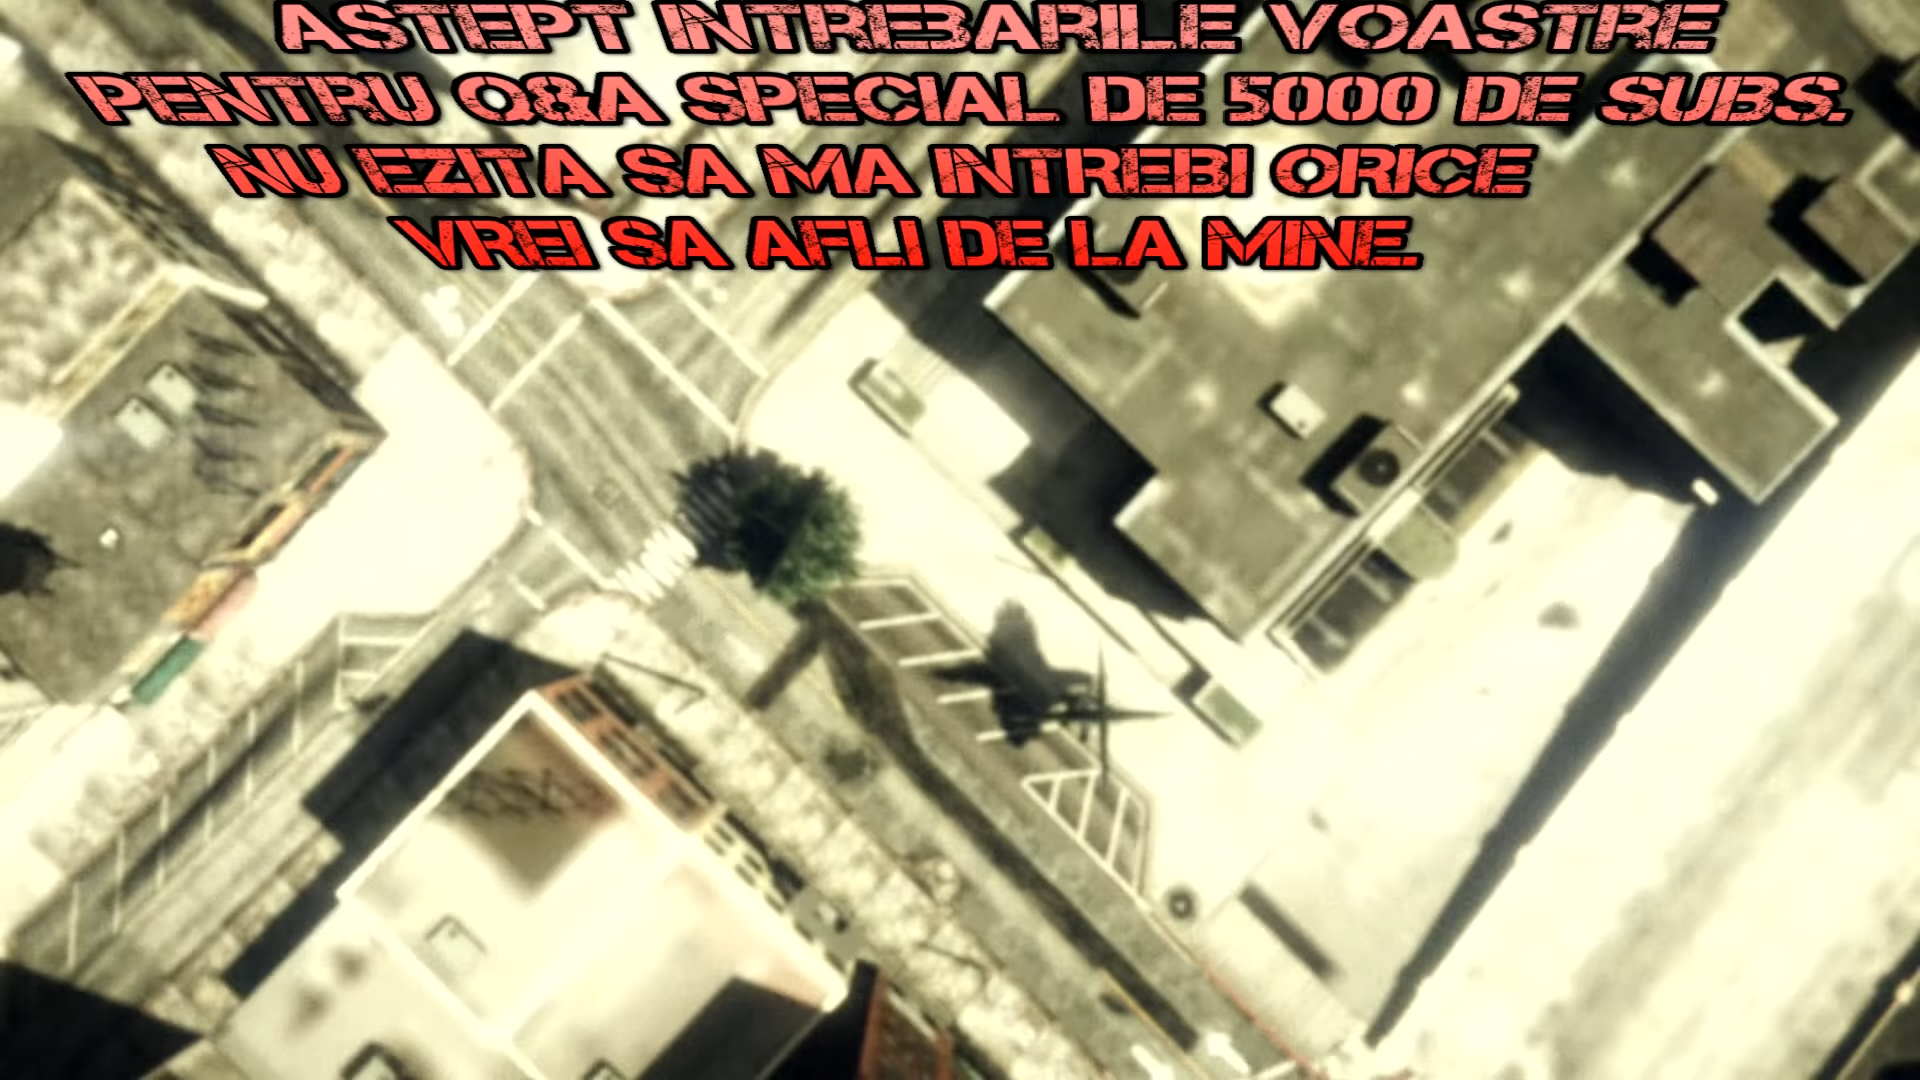 ASTEPT INTREBARILE VOASTRE
PENTRU Q&A SPECIAL DE 5000 DE SUBS.
NU EZITA SA MA INTREBI ORICE
VREI SA AFLI DE LA MINE.